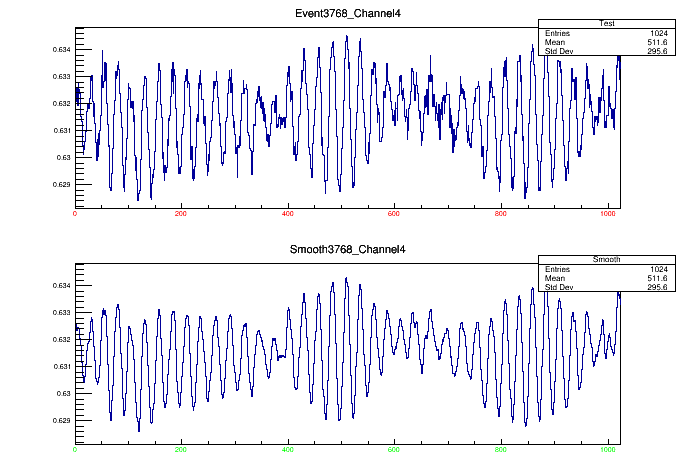 Event3768_Channel4
Test
Entries 1024
Mean 511.6
Std Dev 295.6
0.634
0.633
0.632
0.631
0.63
0.629
0 200 400 600 800 1000
Smooth3768_Channel4
Smooth
Entries 1024
Mean 511.6
Std Dev 295.6
0.634
0.633
0.632
0.631
0.63
0.629
0 200 400 600 800 1000